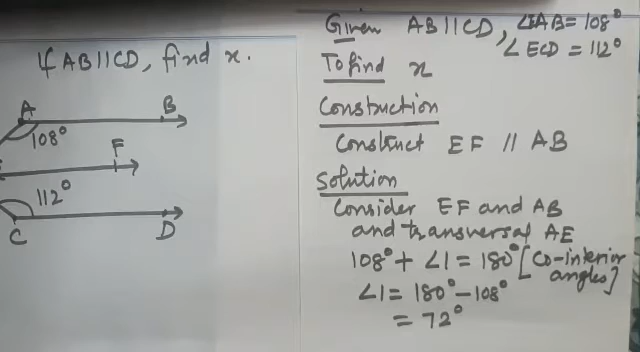 If AB||CD, find x.
A B
108°
F
112°
C D
Given AB||CD, ∠EAB = 108°
∠ECD = 112°
To find x
Construction
Construct EF // AB
Solution
Consider EF and AB
and transversal AE
108° + ∠1 = 180° [Co-interior
angles]
∠1 = 180° - 108°
= 72°